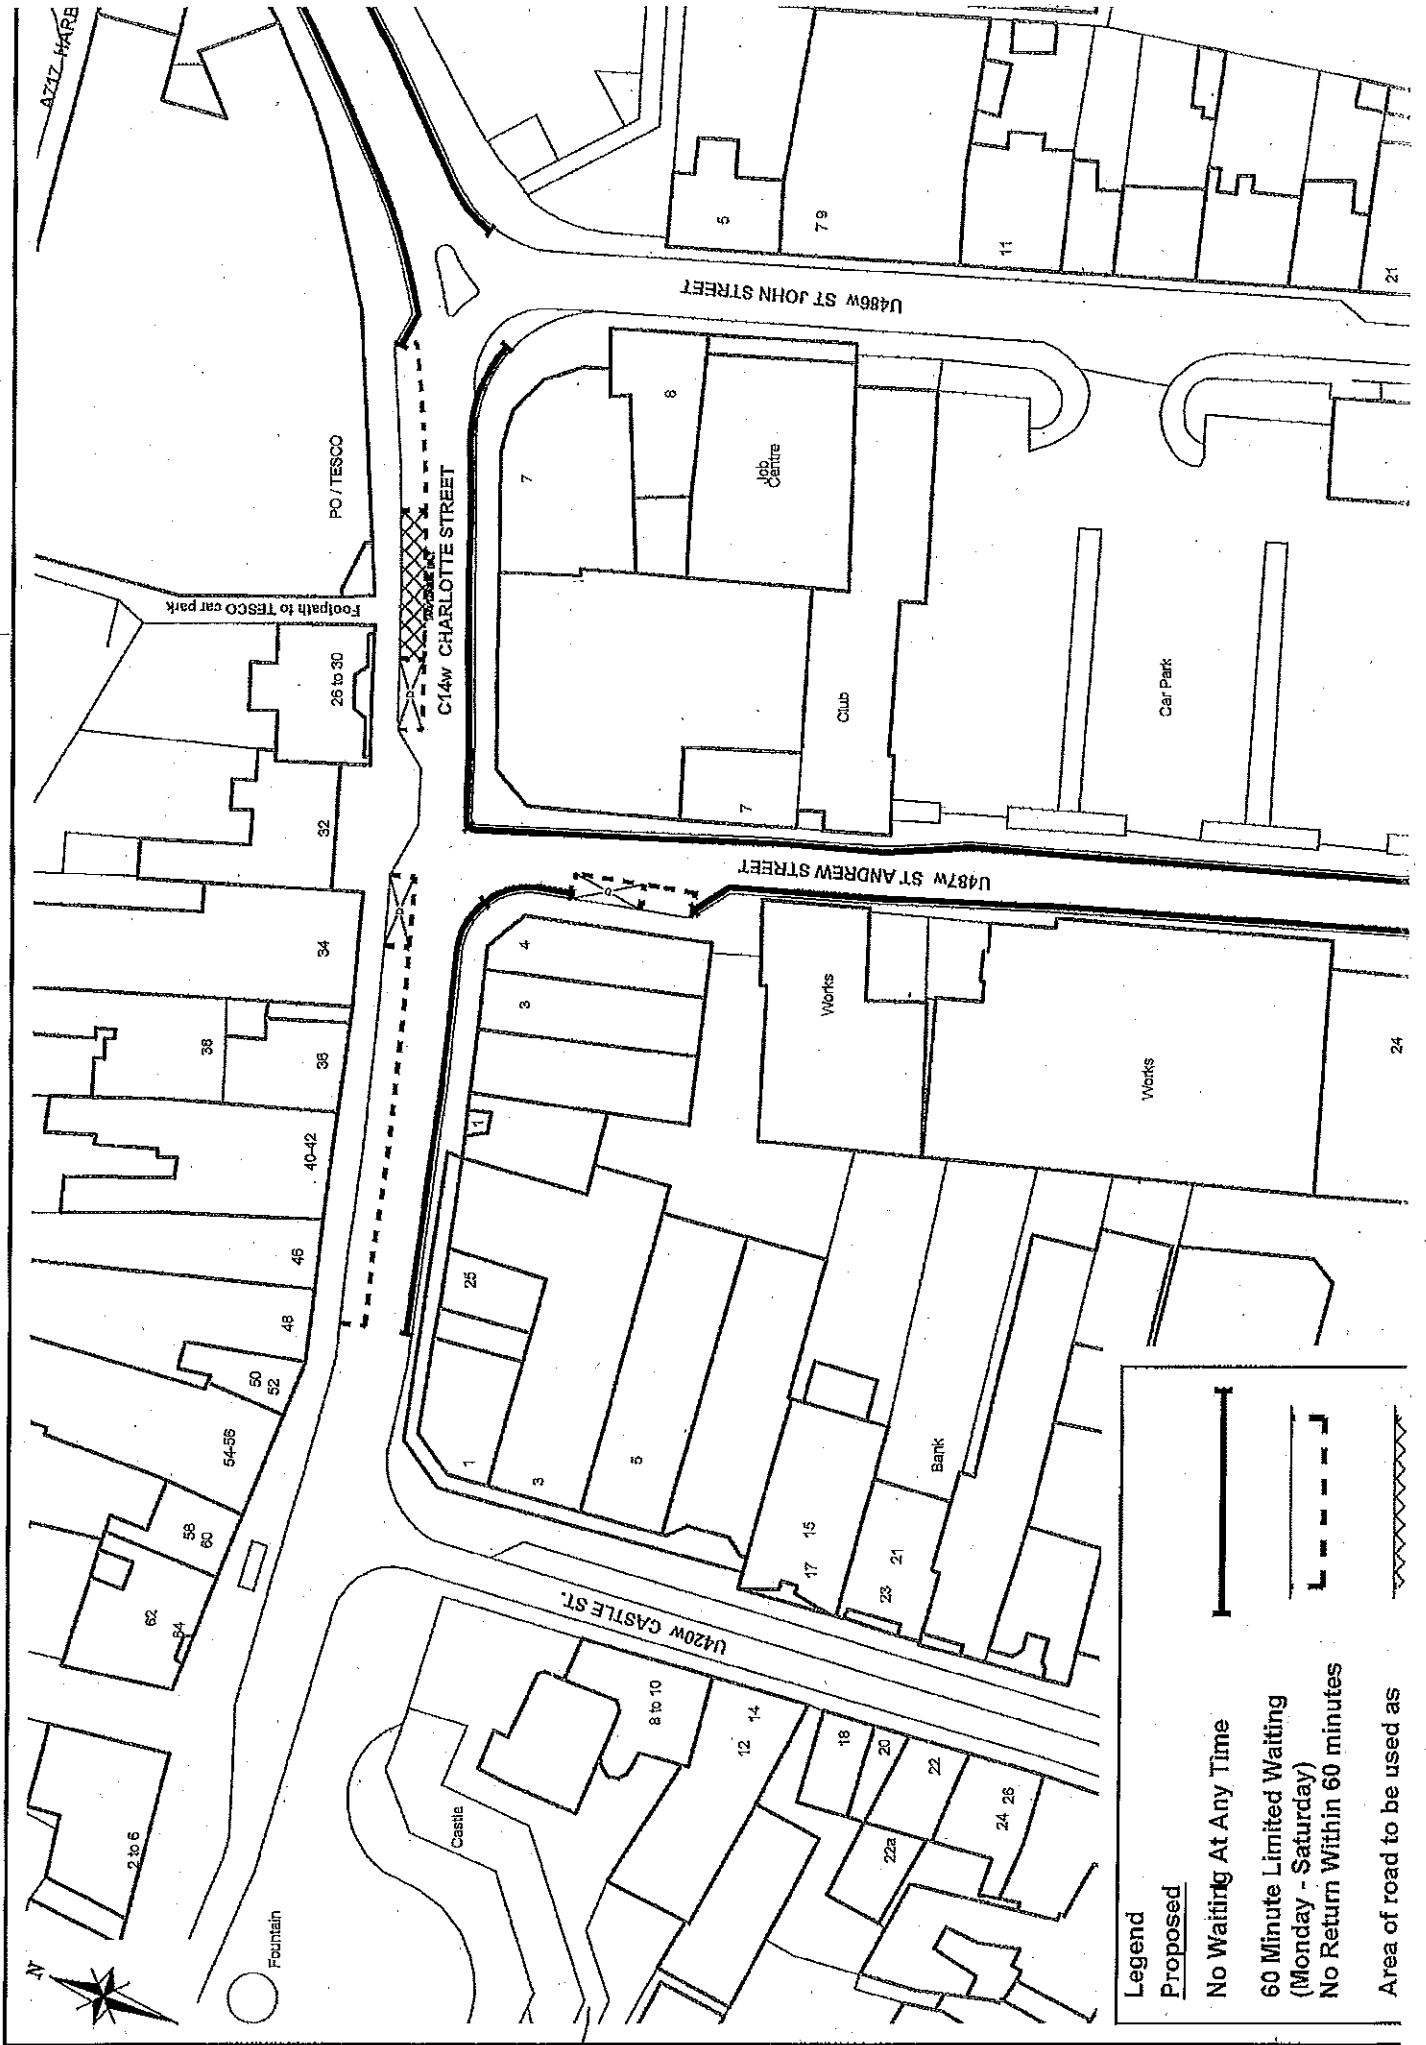 A717 HARB
PO / TESCO
Footpath to TESCO car park
C14w CHARLOTTE STREET
U486w ST JOHN STREET
U487w ST ANDREW STREET
U420w CASTLE ST.
N
Fountain
Castle
2 to 6
62
64
58
60
54-56
50
52
48
46
40-42
38
36
34
32
26 to 30
D
D
D
5
7 9
11
21
7
8
Job
Centre
Club
7
Car Park
4
3
1
25
1
3
5
15
17
21
23
Bank
Works
Works
24
8 to 10
12
14
18
20
22
22a
24
26
Legend
Proposed
No Waiting At Any Time
60 Minute Limited Waiting
(Monday - Saturday)
No Return Within 60 minutes
Area of road to be used as